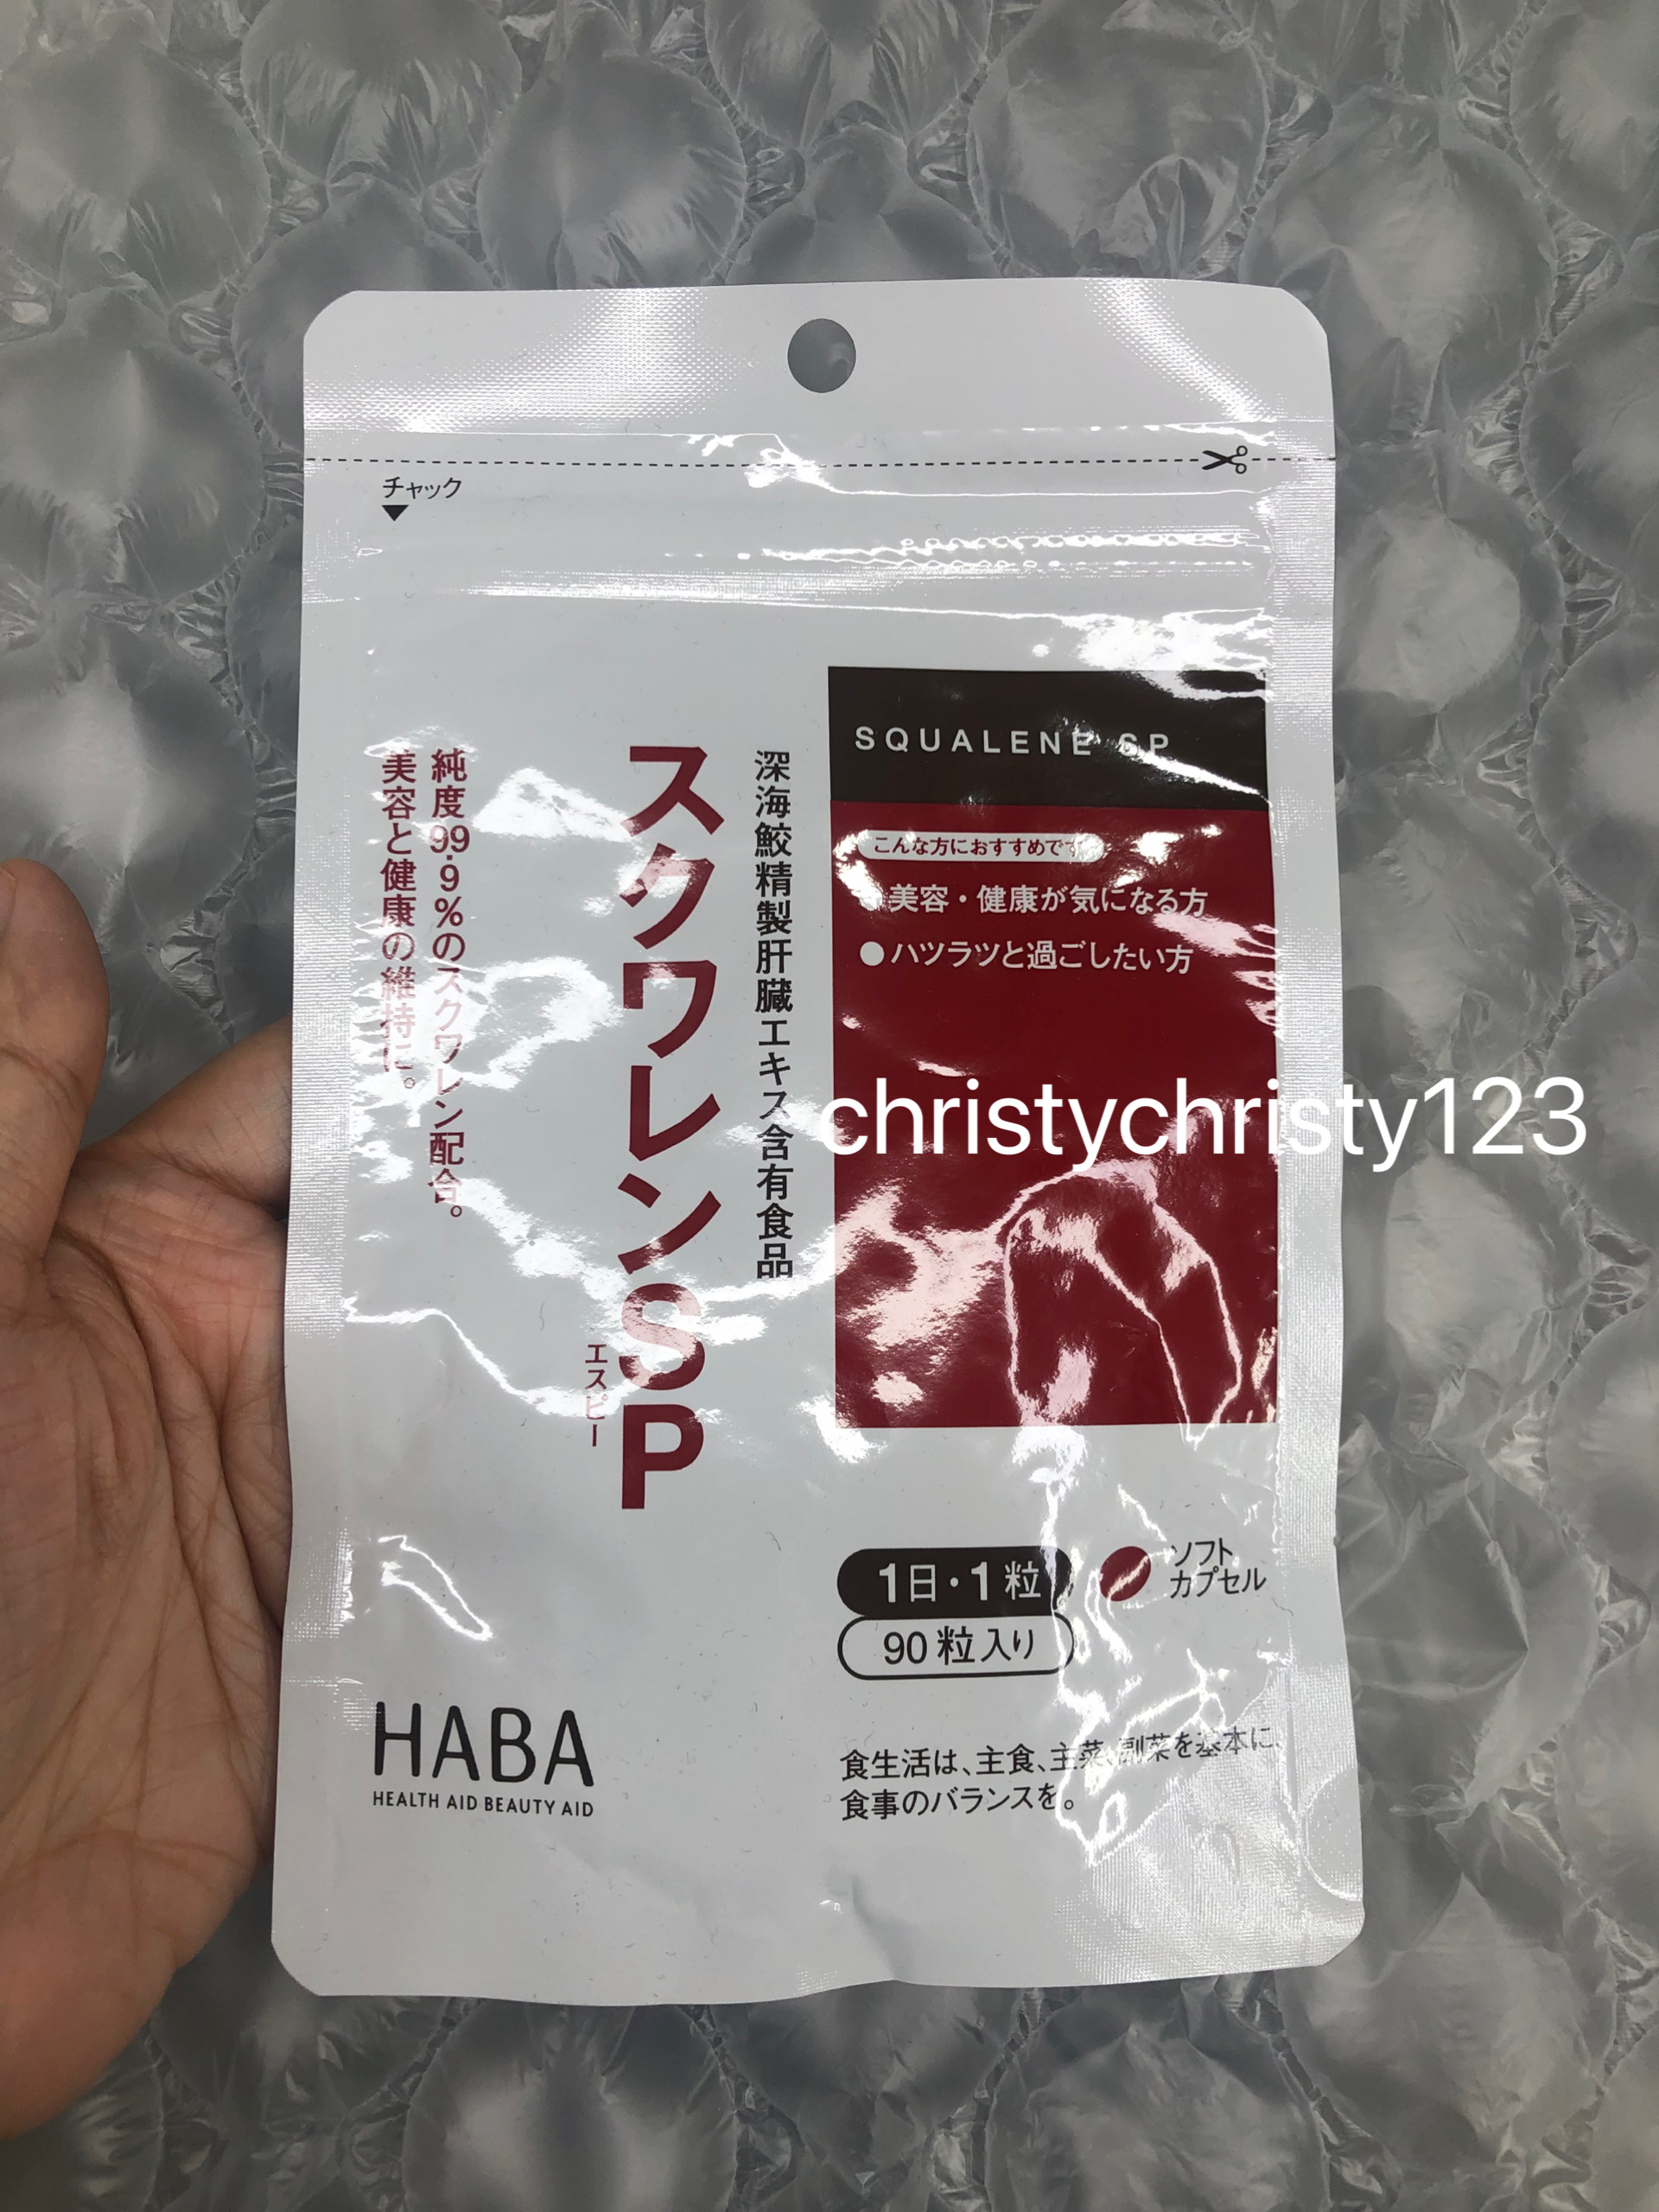 チャック
SQUALENE SP
こんな方におすすめです
美容・健康が気になる方
●ハツラツと過ごしたい方
深海鮫精製肝臓エキス含有食品
スクワレンSP
エスピー
純度99.9%のスクワレン配合。
美容と健康の維持に。
christychristy123
1日・1粒
90粒入り
ソフト
カプセル
HABA
HEALTH AID BEAUTY AID
食生活は、主食、主菜、副菜を基本に、
食事のバランスを。